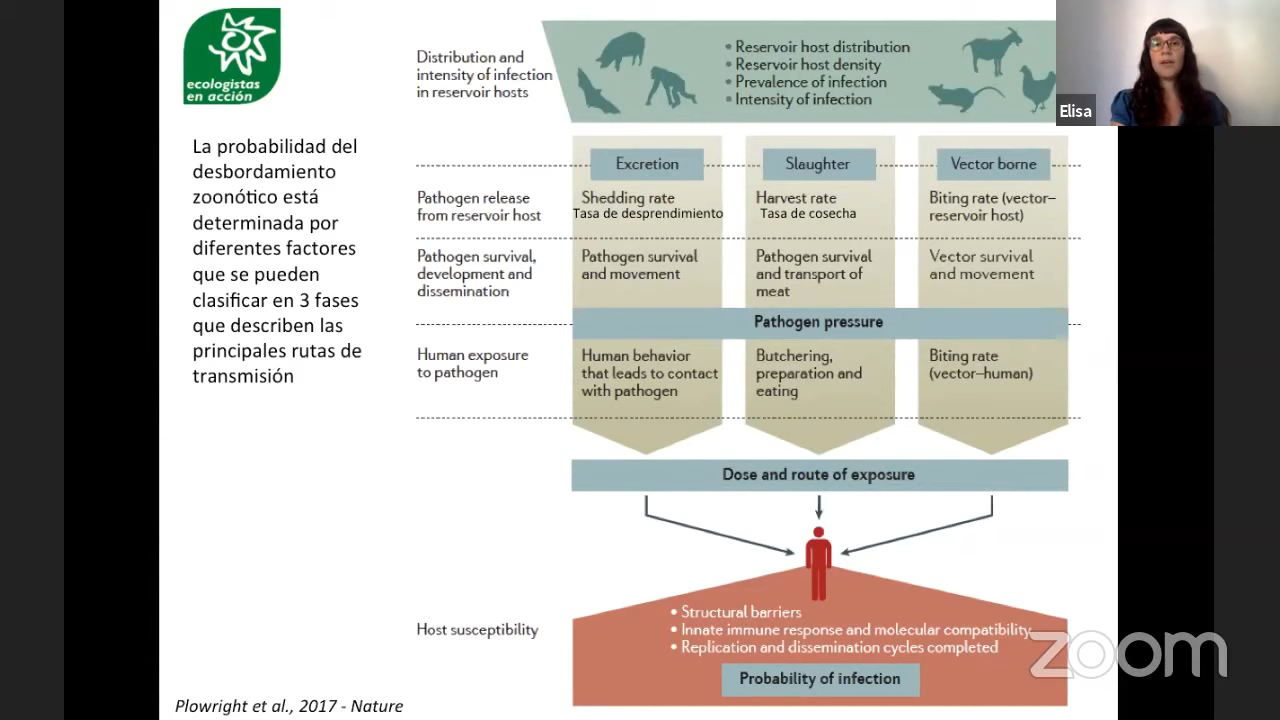 ecologistas
en acción
La probabilidad del
desbordamiento
zoonótico está
determinada por
diferentes factores
que se pueden
clasificar en 3 fases
que describen las
principales rutas de
transmisión
Distribution and
intensity of infection
in reservoir hosts
• Reservoir host distribution
• Reservoir host density
• Prevalence of infection
• Intensity of infection
Elisa
Excretion
Slaughter
Vector borne
Pathogen release
from reservoir host
Shedding rate
Tasa de desprendimiento
Harvest rate
Tasa de cosecha
Biting rate (vector–
reservoir host)
Pathogen survival,
development and
dissemination
Pathogen survival
and movement
Pathogen survival
and transport of
meat
Vector survival
and movement
Pathogen pressure
Human exposure
to pathogen
Human behavior
that leads to contact
with pathogen
Butchering,
preparation and
eating
Biting rate
(vector–human)
Dose and route of exposure
Host susceptibility
• Structural barriers
• Innate immune response and molecular compatibility
• Replication and dissemination cycles completed
Probability of infection
zoom
Plowright et al., 2017 - Nature